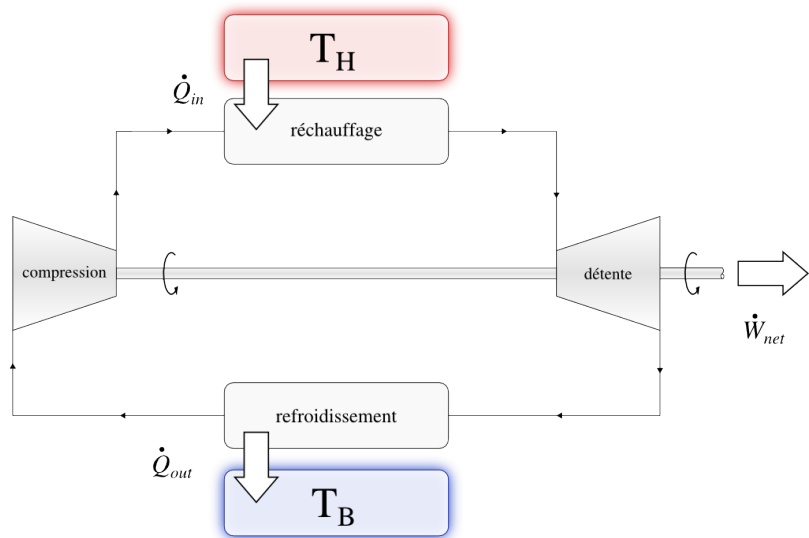 T_H
Q̇_in
réchauffage
compression
détente
Ẇ_net
refroidissement
Q̇_out
T_B